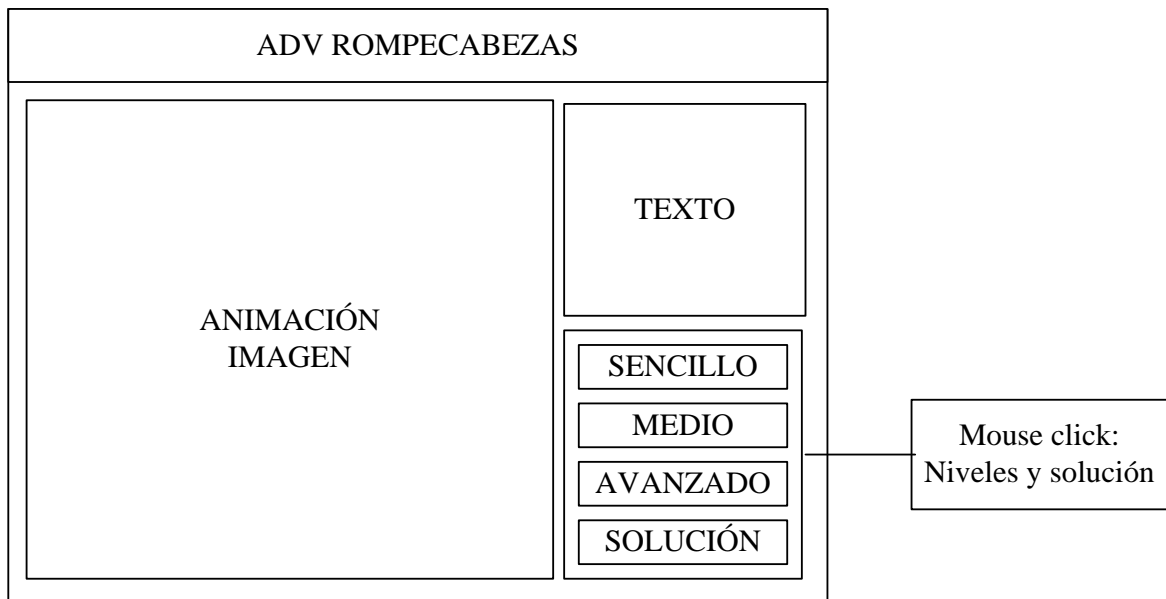 ADV ROMPECABEZAS
ANIMACIÓN
IMAGEN
TEXTO
SENCILLO
MEDIO
AVANZADO
SOLUCIÓN
Mouse click:
Niveles y solución